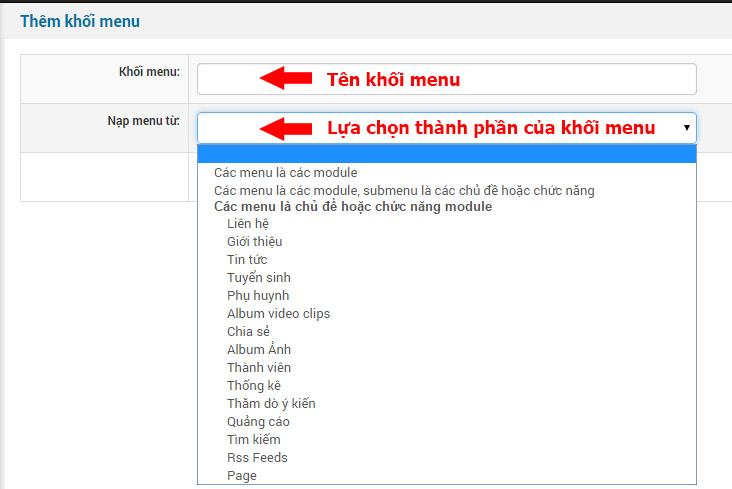 Thêm khối menu
Khối menu:
Tên khối menu
Nạp menu từ:
Lựa chọn thành phần của khối menu
Các menu là các module
Các menu là các module, submenu là các chủ đề hoặc chức năng
Các menu là chủ đề hoặc chức năng module
Liên hệ
Giới thiệu
Tin tức
Tuyển sinh
Phụ huynh
Album video clips
Chia sẻ
Album Ảnh
Thành viên
Thống kê
Thăm dò ý kiến
Quảng cáo
Tìm kiếm
Rss Feeds
Page